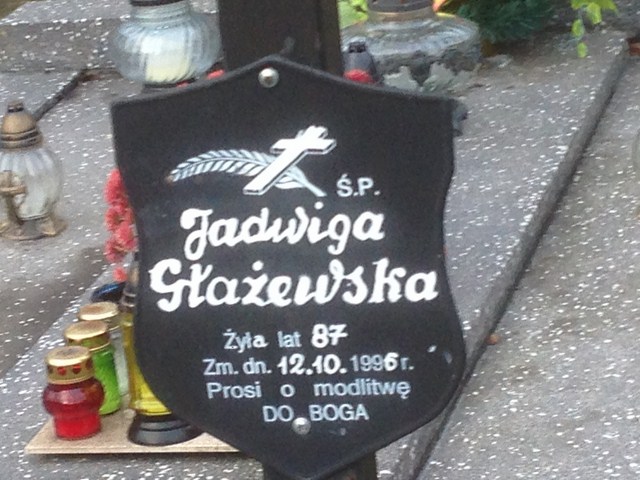 Ś.P.
Jadwiga
Głażewska
Żyła lat 87
Zm. dn. 12.10. 1996 r.
Prosi o modlitwę
DO BOGA